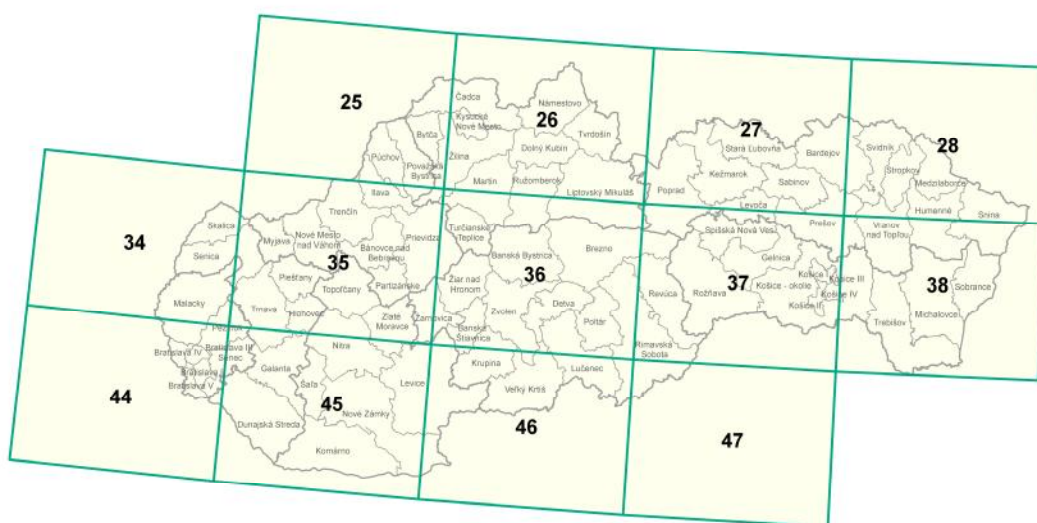 25
26
27
28
Čadca
Kysucké
Nové Mesto
Námestovo
Tvrdošín
Bytča
Dolný Kubín
Púchov
Považská
Bystrica
Žilina
Martin
Ružomberok
Liptovský Mikuláš
Ilava
Stará Ľubovňa
Bardejov
Kežmarok
Sabinov
Poprad
Levoča
Prešov
Svidník
Stropkov
Medzilaborce
Humenné
Snina
Vranov
nad Topľou
34
35
36
37
38
Skalica
Senica
Myjava
Trenčín
Nové Mesto
nad Váhom
Bánovce nad
Bebravou
Prievidza
Turčianske
Teplice
Piešťany
Topoľčany
Partizánske
Malacky
Trnava
Hlohovec
Zlaté
Moravce
Žarnovica
Žiar nad
Hronom
Banská Bystrica
Brezno
Zvolen
Detva
Poltár
Banská
Štiavnica
Revúca
Rožňava
Spišská Nová Ves
Gelnica
Košice - okolie
Košice I
Košice II
Košice III
Košice IV
Trebišov
Michalovce
Sobrance
Rimavská
Sobota
44
45
46
47
Pezinok
Bratislava III
Bratislava IV
Senec
Bratislava V
Galanta
Nitra
Šaľa
Levice
Nové Zámky
Dunajská Streda
Komárno
Krupina
Veľký Krtíš
Lučenec